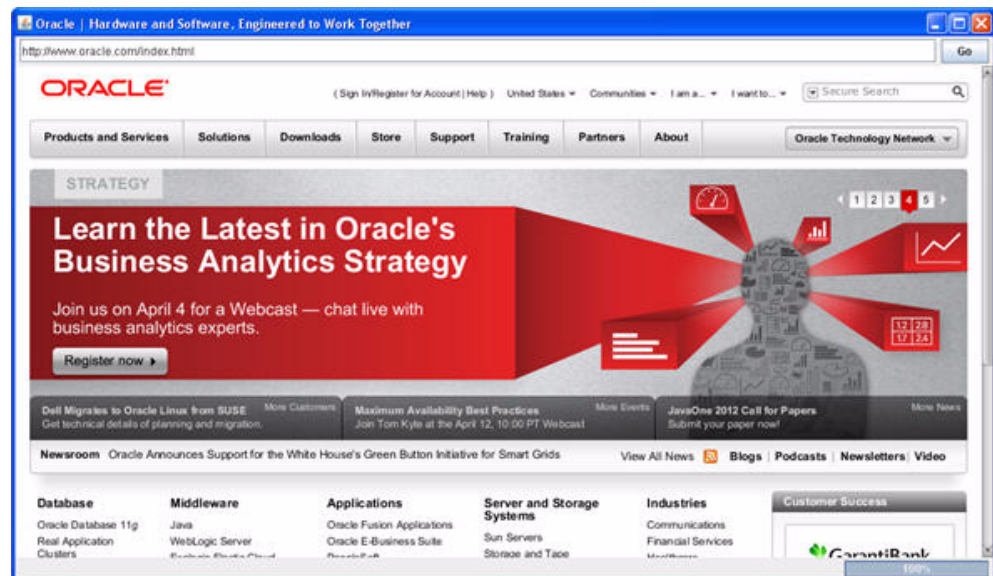 Oracle | Hardware and Software, Engineered to Work Together
http://www.oracle.com/index.html
Go
ORACLE
( Sign In/Register for Account | Help ) United States Communities I am a... I want to... Secure Search
Products and Services Solutions Downloads Store Support Training Partners About Oracle Technology Network
STRATEGY
1 2 3 4 5
Learn the Latest in Oracle's
Business Analytics Strategy
Join us on April 4 for a Webcast — chat live with
business analytics experts.
Register now
12 28
17 24
Dell Migrates to Oracle Linux from SUSE More Customers
Get technical details of planning and migration.
Maximum Availability Best Practices More Events
Join Tom Kyte at the April 12, 10:00 PT Webcast
JavaOne 2012 Call for Papers More News
Submit your paper now!
Newsroom Oracle Announces Support for the White House's Green Button Initiative for Smart Grids View All News Blogs | Podcasts | Newsletters | Video
Database
Oracle Database 11g
Real Application
Clusters
Middleware
Java
WebLogic Server
Applications
Oracle Fusion Applications
Oracle E-Business Suite
PeopleSoft
Server and Storage
Systems
Sun Servers
Storage and Tape
Industries
Communications
Financial Services
Healthcare
Customer Success
GarantiBank
100%